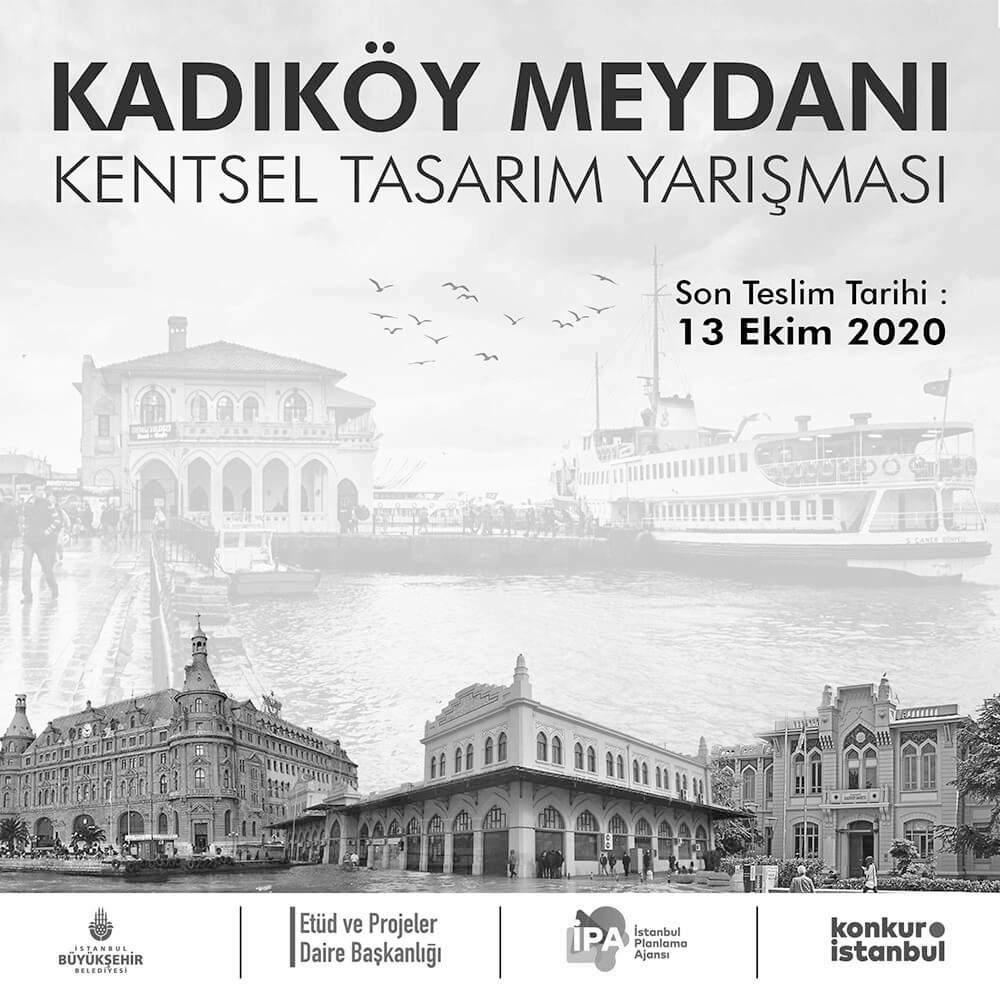 KADIKÖY MEYDANI
KENTSEL TASARIM YARIŞMASI
Son Teslim Tarihi :
13 Ekim 2020
İSTANBUL
BÜYÜKŞEHİR
BELEDİYESİ
Etüd ve Projeler
Daire Başkanlığı
İPA
İstanbul
Planlama
Ajansı
konkur
istanbul